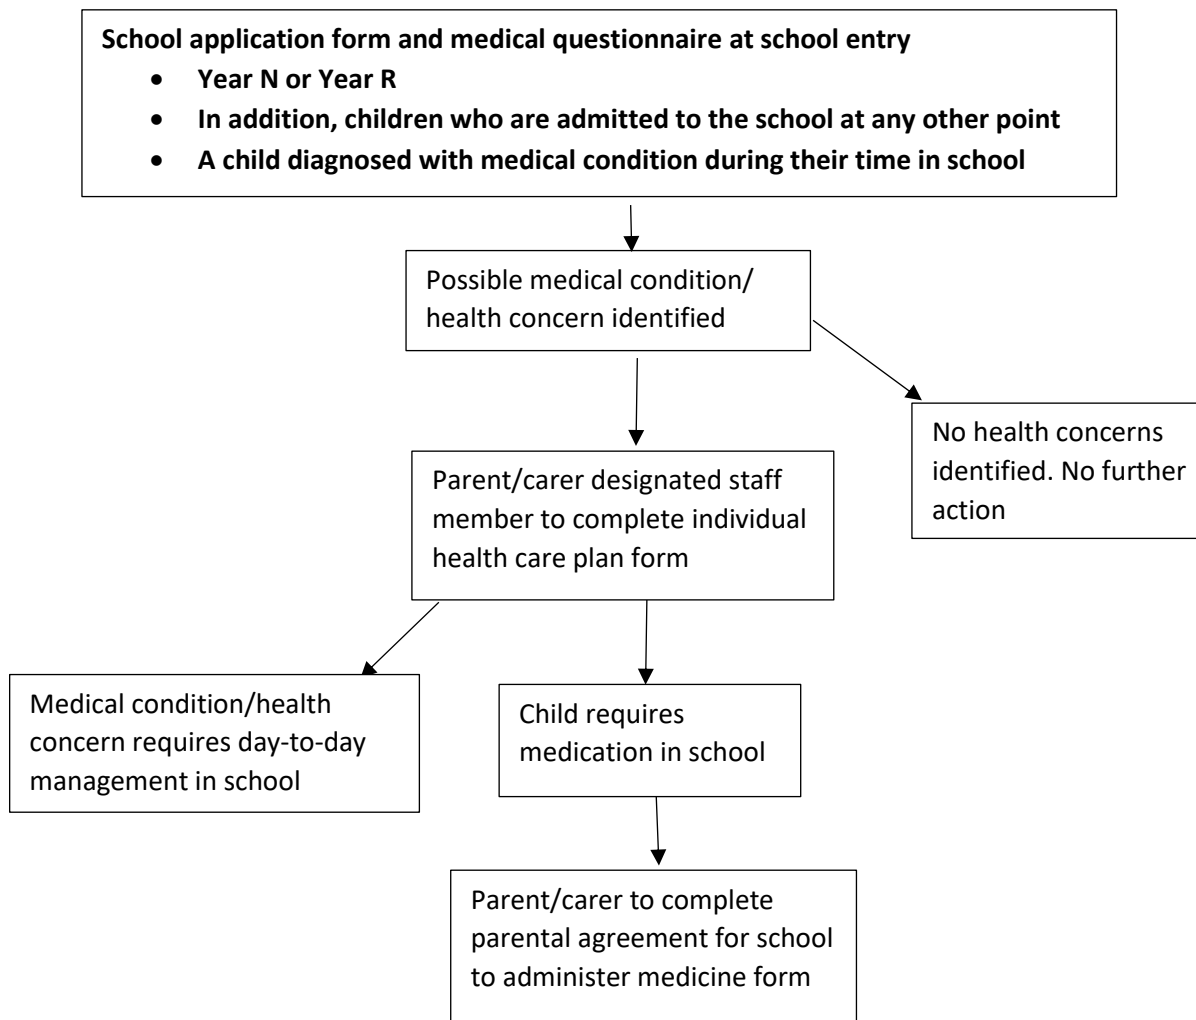 School application form and medical questionnaire at school entry
• Year N or Year R
• In addition, children who are admitted to the school at any other point
• A child diagnosed with medical condition during their time in school
Possible medical condition/
health concern identified
No health concerns
identified. No further
action
Parent/carer designated staff
member to complete individual
health care plan form
Medical condition/health
concern requires day-to-day
management in school
Child requires
medication in school
Parent/carer to complete
parental agreement for school
to administer medicine form